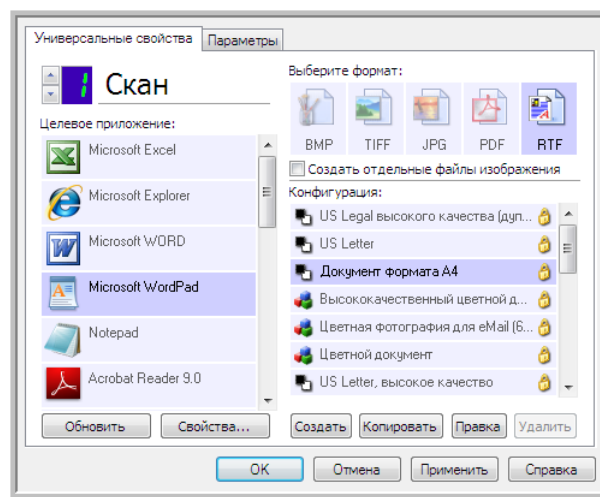 Универсальные свойства
Параметры
1 Скан
Целевое приложение:
Microsoft Excel
Microsoft Explorer
Microsoft WORD
Microsoft WordPad
Notepad
Acrobat Reader 9.0
Обновить
Свойства...
Выберите формат:
BMP TIFF JPG PDF RTF
Создать отдельные файлы изображения
Конфигурация:
US Legal высокого качества (дуп...
US Letter
Документ формата A4
Высококачественный цветной д...
Цветная фотография для eMail (6...
Цветной документ
US Letter, высокое качество
Создать Копировать Правка Удалить
OK Отмена Применить Справка